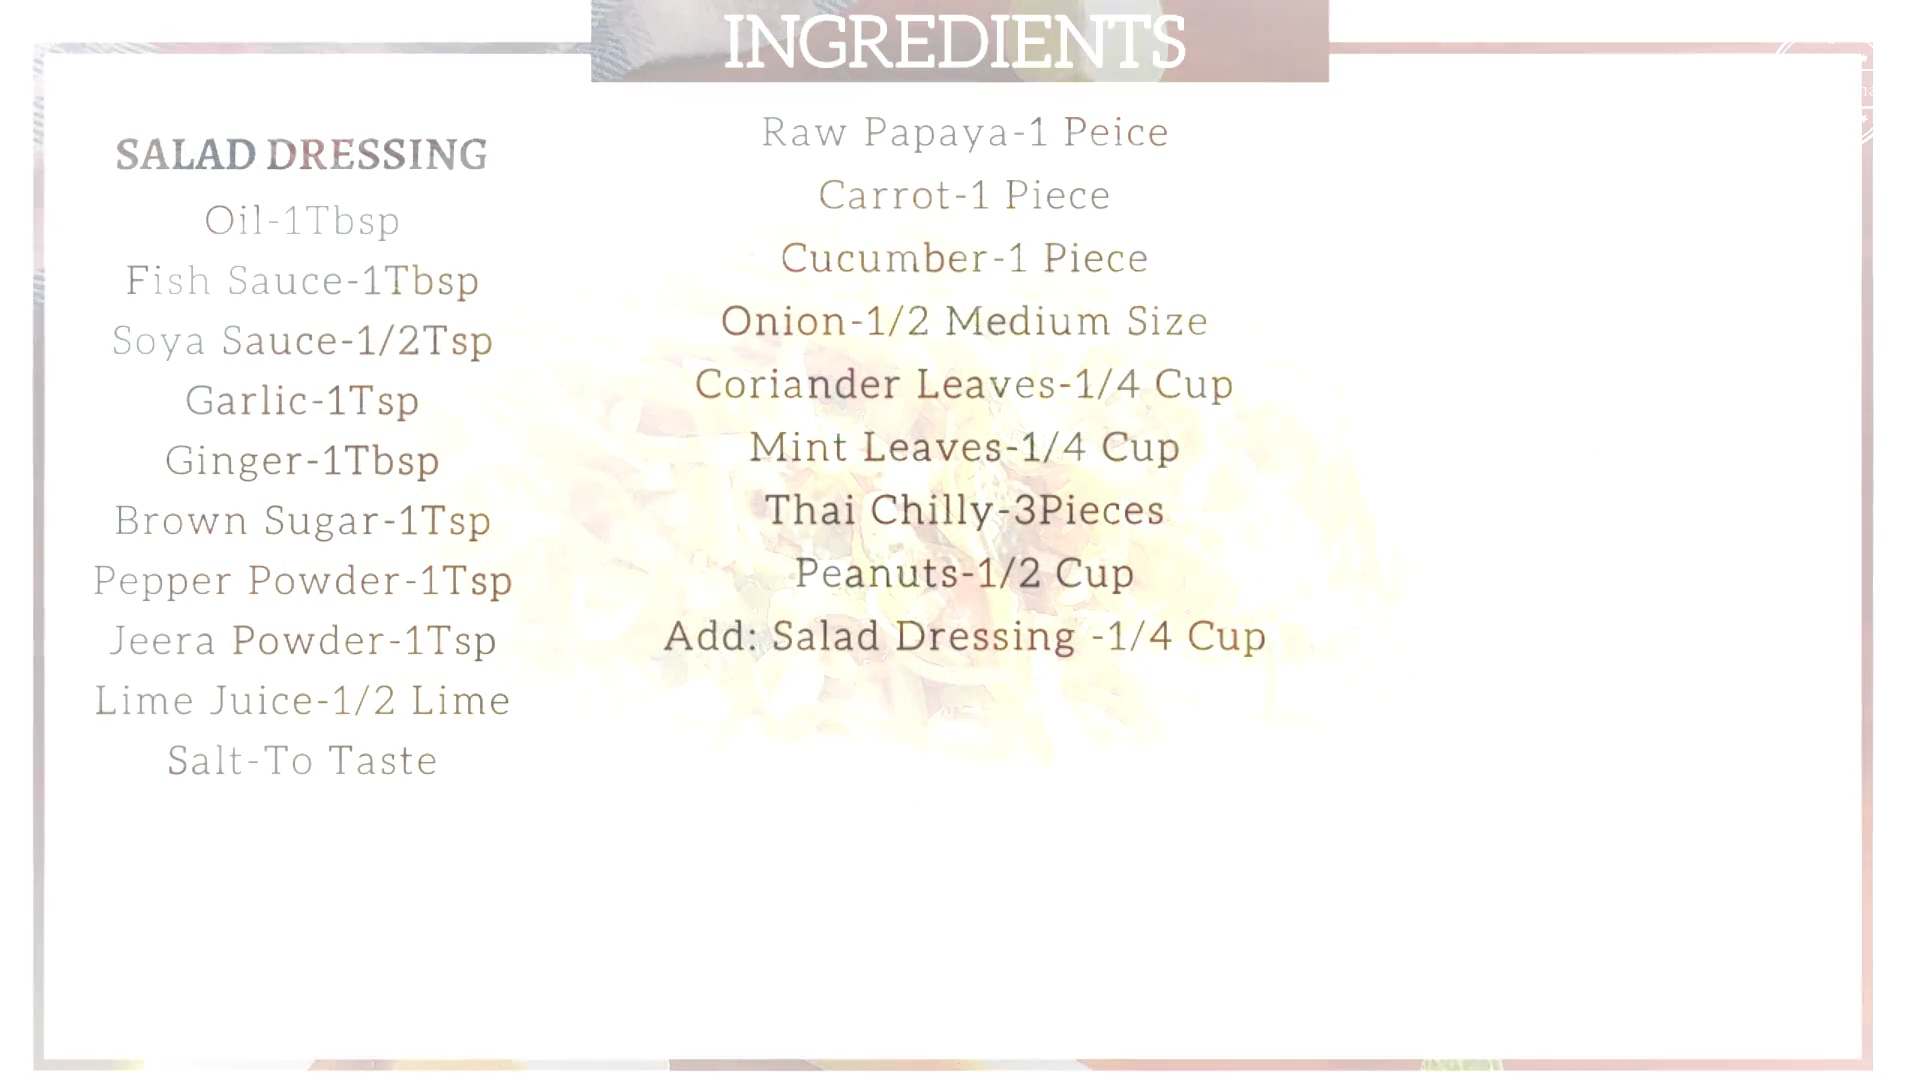 INGREDIENTS
SALAD DRESSING
Oil-1Tbsp
Fish Sauce-1Tbsp
Soya Sauce-1/2Tsp
Garlic-1Tsp
Ginger-1Tbsp
Brown Sugar-1Tsp
Pepper Powder-1Tsp
Jeera Powder-1Tsp
Lime Juice-1/2 Lime
Salt-To Taste
Raw Papaya-1 Peice
Carrot-1 Piece
Cucumber-1 Piece
Onion-1/2 Medium Size
Coriander Leaves-1/4 Cup
Mint Leaves-1/4 Cup
Thai Chilly-3Pieces
Peanuts-1/2 Cup
Add: Salad Dressing -1/4 Cup